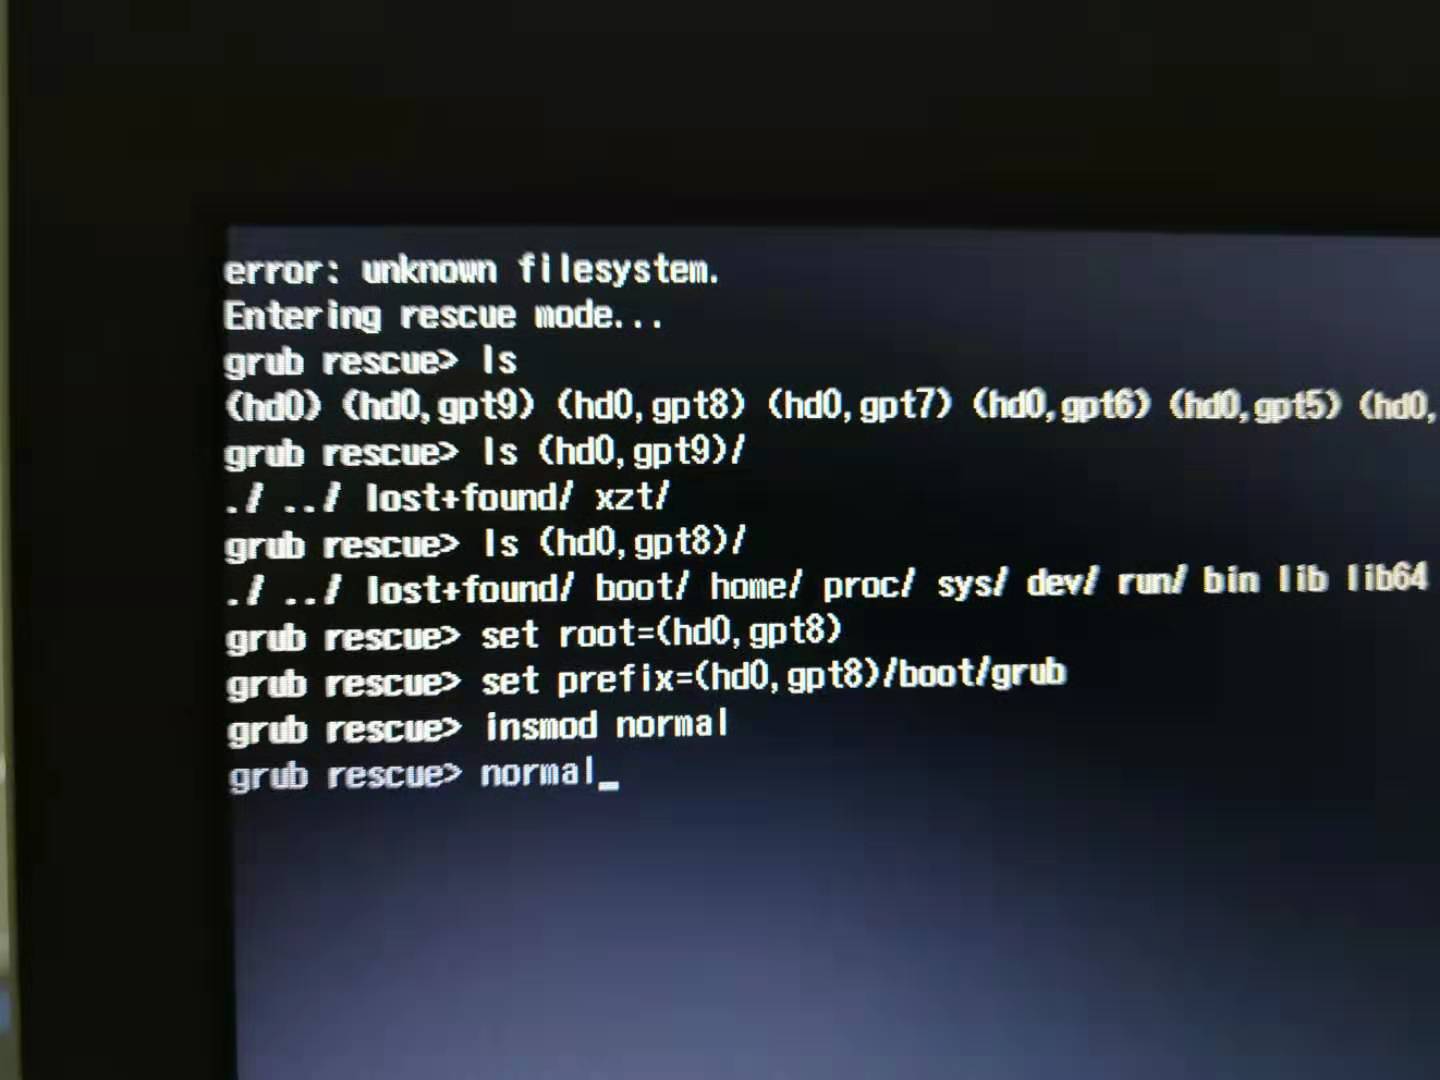 error: unknown filesystem.
Entering rescue mode...
grub rescue> ls
(hd0) (hd0,gpt9) (hd0,gpt8) (hd0,gpt7) (hd0,gpt6) (hd0,gpt5) (hd0,
grub rescue> ls (hd0,gpt9)/
./ ../ lost+found/ xzt/
grub rescue> ls (hd0,gpt8)/
./ ../ lost+found/ boot/ home/ proc/ sys/ dev/ run/ bin lib lib64
grub rescue> set root=(hd0,gpt8)
grub rescue> set prefix=(hd0,gpt8)/boot/grub
grub rescue> insmod normal
grub rescue> normal_